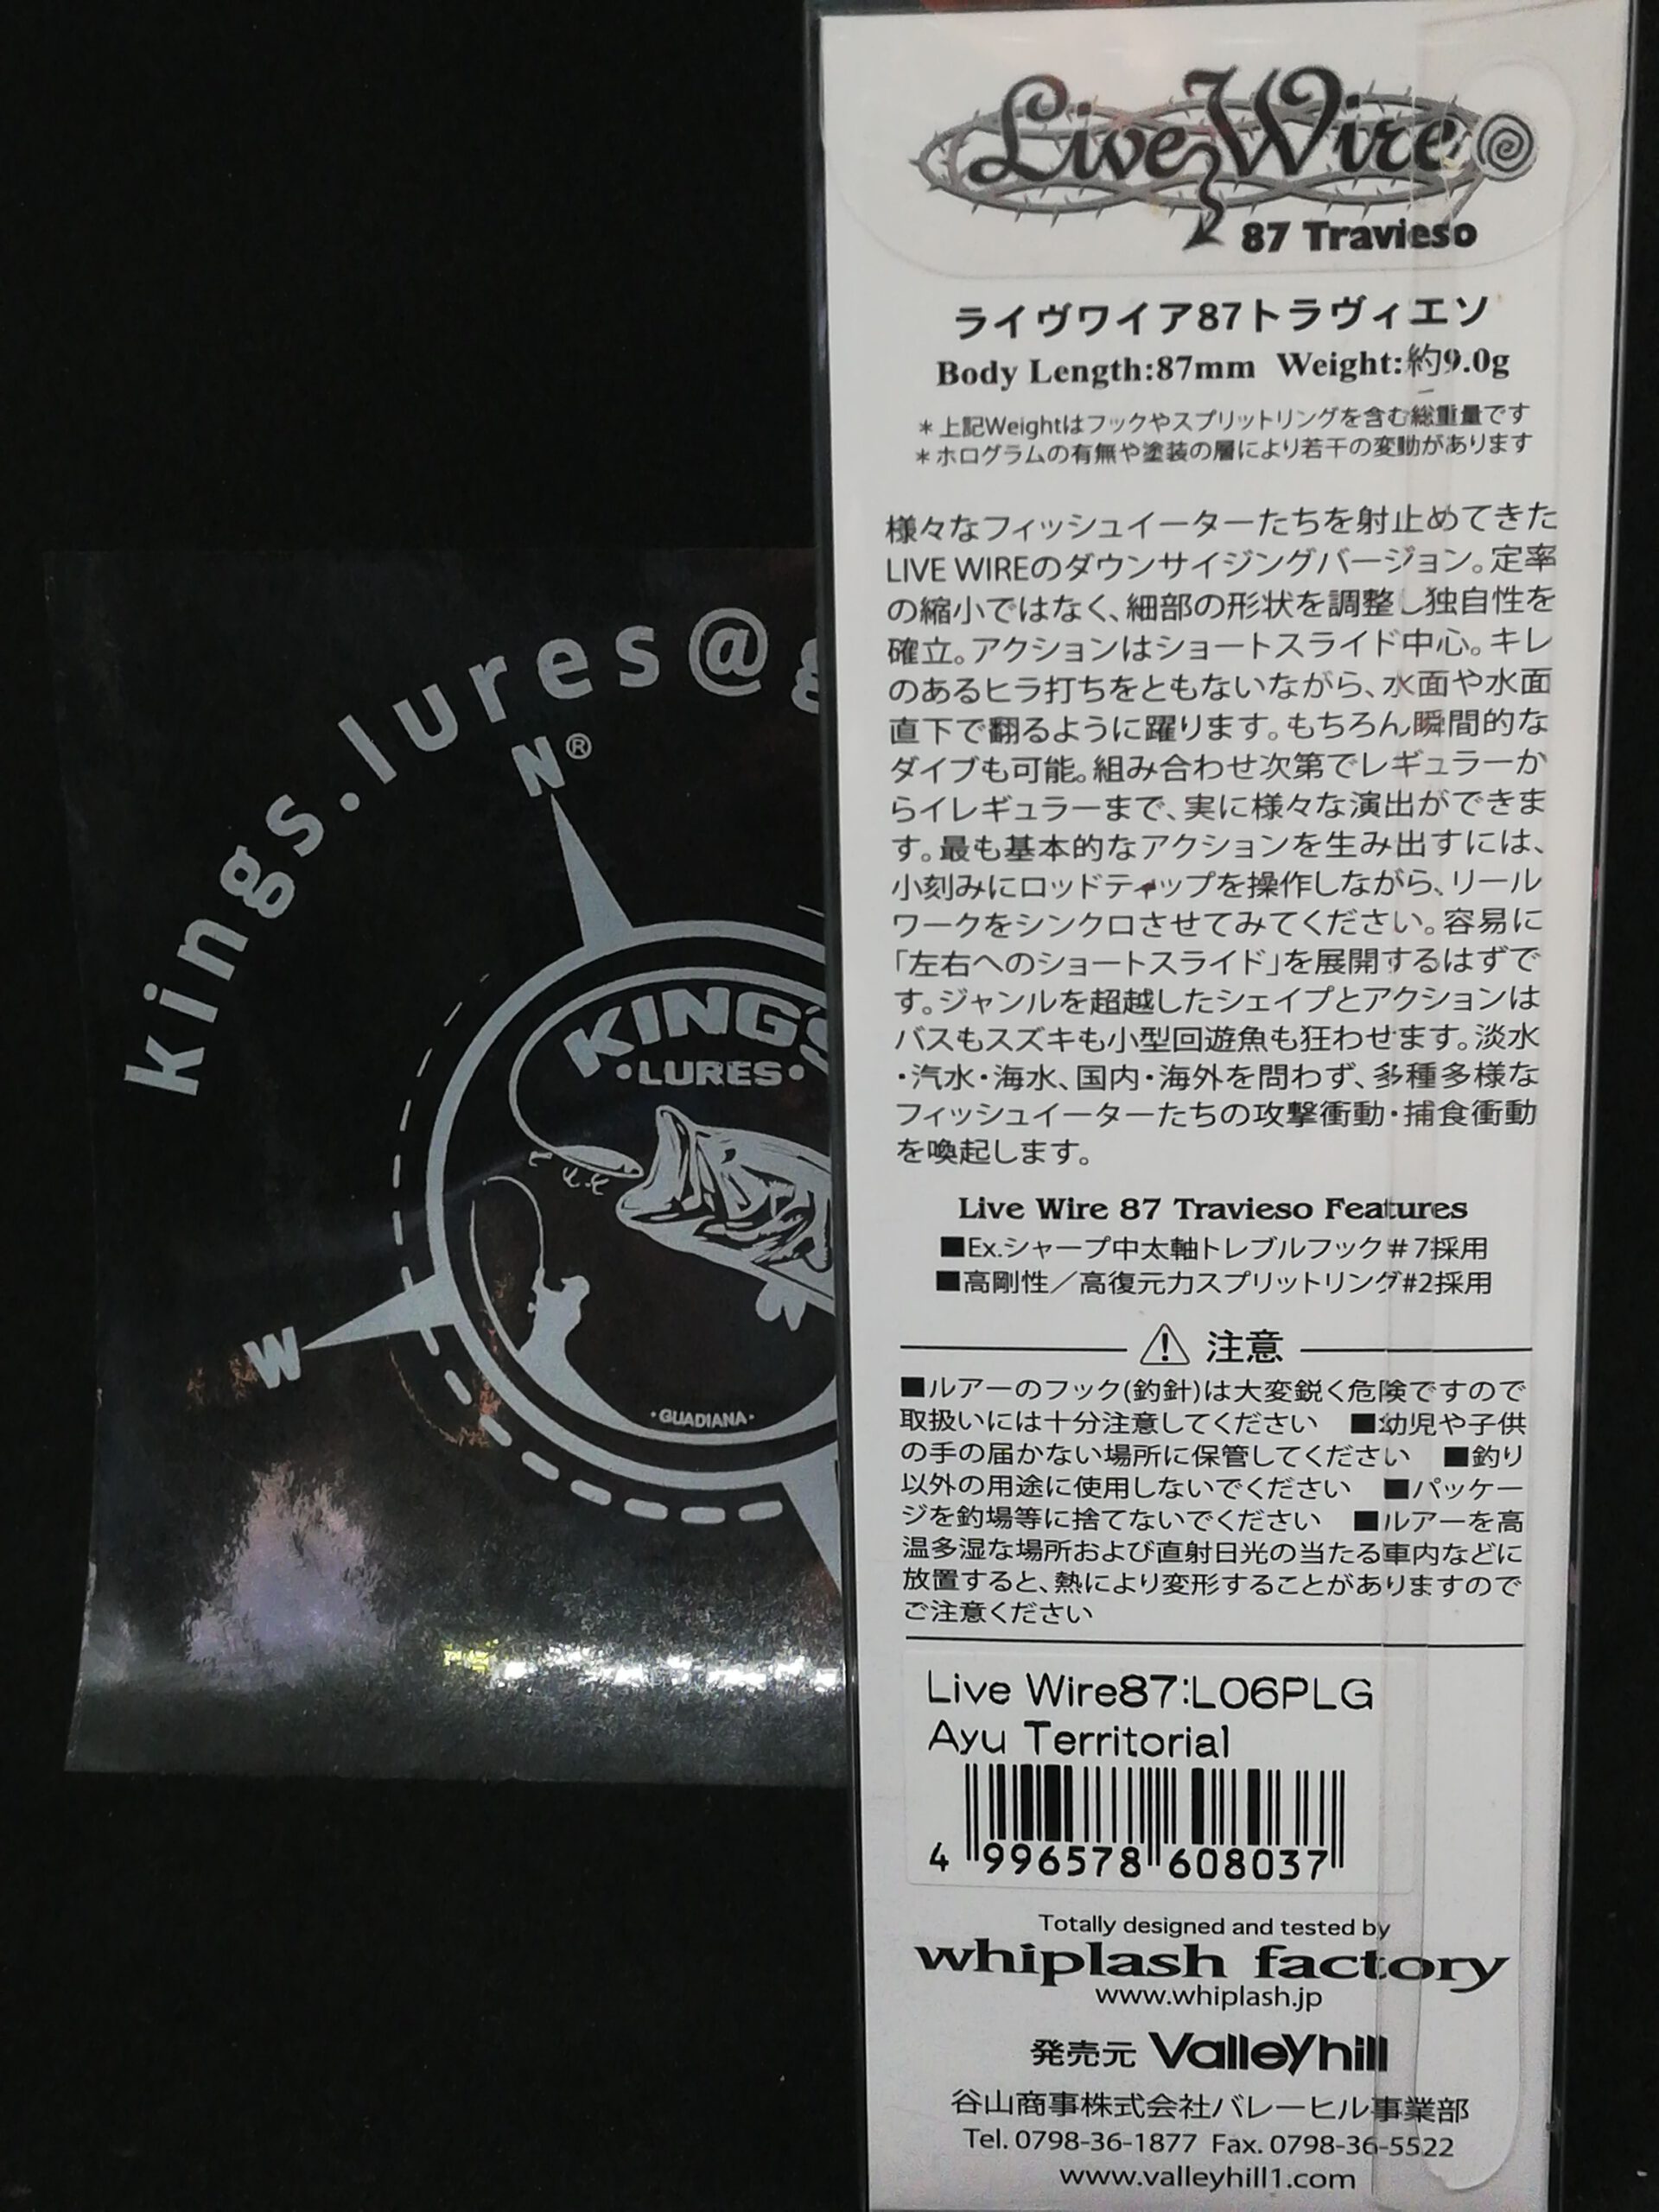 kings.lures@g
N®
KINGS
•LURES•
W
•GUADIANA•
Live Wire
87 Travieso
ライヴワイア87トラヴィエソ
Body Length:87mm Weight:約9.0g
＊上記Weightはフックやスプリットリングを含む総重量です
＊ホログラムの有無や塗装の層により若干の変動があります
様々なフィッシュイーターたちを射止めてきた
LIVE WIREのダウンサイジングバージョン。定率
の縮小ではなく、細部の形状を調整し独自性を
確立。アクションはショートスライド中心。キレ
のあるヒラ打ちをともないながら、水面や水面
直下で翻るように躍ります。もちろん瞬間的な
ダイブも可能。組み合わせ次第でレギュラーか
らイレギュラーまで、実に様々な演出ができま
す。最も基本的なアクションを生み出すには、
小刻みにロッドティップを操作しながら、リール
ワークをシンクロさせてみてください。容易に
「左右へのショートスライド」を展開するはずで
す。ジャンルを超越したシェイプとアクションは
バスもスズキも小型回遊魚も狂わせます。淡水
・汽水・海水、国内・海外を問わず、多種多様な
フィッシュイーターたちの攻撃衝動・捕食衝動
を喚起します。
Live Wire 87 Travieso Features
■Ex.シャープ中太軸トレブルフック＃7採用
■高剛性／高復元力スプリットリング#2採用
注意
■ルアーのフック(釣針)は大変鋭く危険ですので
取扱いには十分注意してください　■幼児や子供
の手の届かない場所に保管してください　■釣り
以外の用途に使用しないでください　■パッケー
ジを釣場等に捨てないでください　■ルアーを高
温多湿な場所および直射日光の当たる車内などに
放置すると、熱により変形することがありますので
ご注意ください
Live Wire87:L06PLG
Ayu Territorial
4 996578 608037
Totally designed and tested by
whiplash factory
www.whiplash.jp
発売元 Valleyhill
谷山商事株式会社バレーヒル事業部
Tel. 0798-36-1877 Fax. 0798-36-5522
www.valleyhill1.com